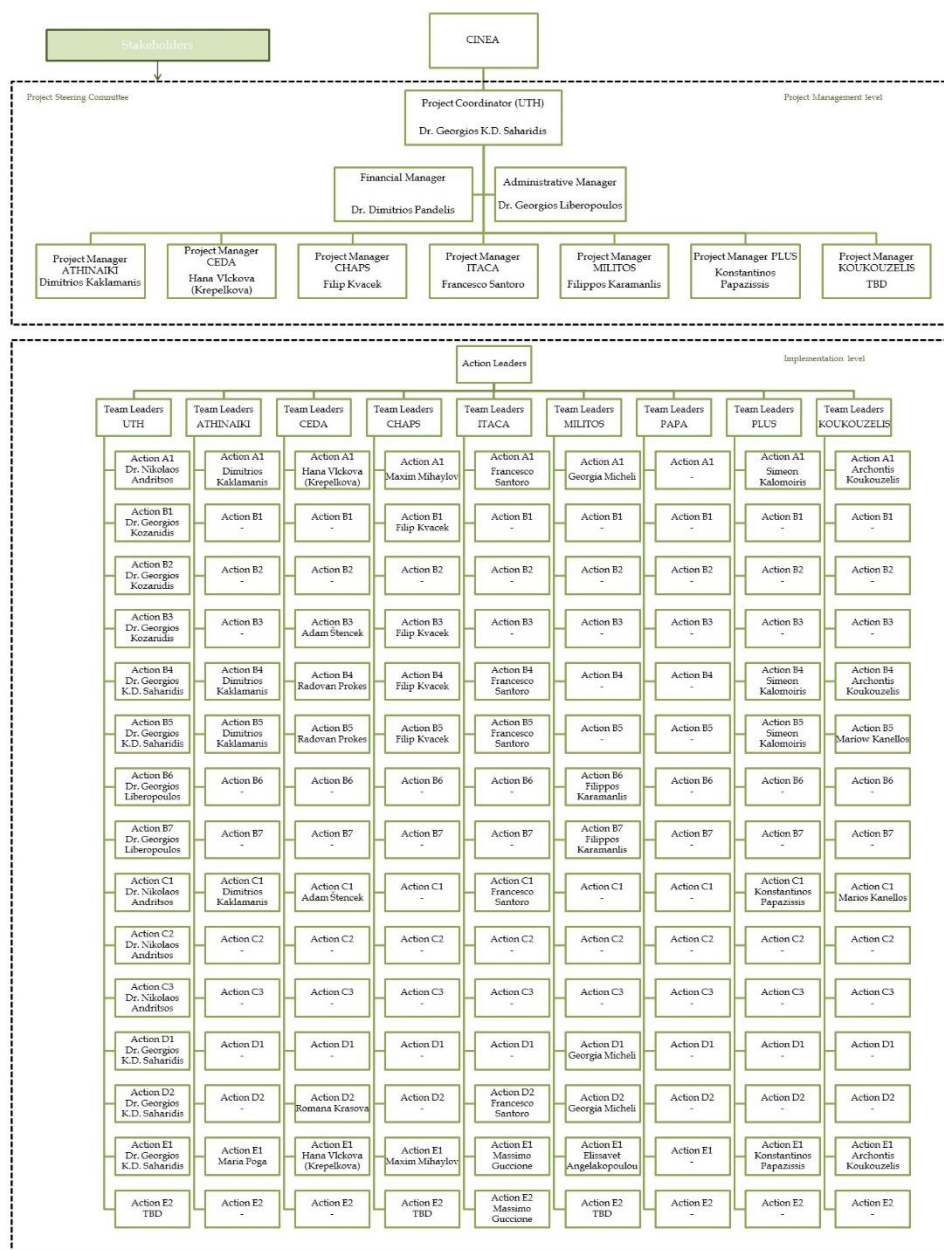 Stakeholders
CINEA
Project Steering Committee
Project Management level
Project Coordinator (UTH)
Dr. Georgios K.D. Saharidis
Financial Manager
Dr. Dimitrios Pandelis
Administrative Manager
Dr. Georgios Liberopoulos
Project Manager
ATHINAIKI
Dimitrios Kaklamanis
Project Manager
CEDA
Hana Vlckova
(Krepelkova)
Project Manager
CHAPS
Filip Kvacek
Project Manager
ITACA
Francesco Santoro
Project Manager
MILITOS
Filippos Karamanlis
Project Manager PLUS
Konstantinos
Papazissis
Project Manager
KOUKOUZELIS
TBD
Implementation level
Action Leaders
Team Leaders
UTH
Team Leaders
ATHINAIKI
Team Leaders
CEDA
Team Leaders
CHAPS
Team Leaders
ITACA
Team Leaders
MILITOS
Team Leaders
PAPA
Team Leaders
PLUS
Team Leaders
KOUKOUZELIS
Action A1
Dr. Nikolaos
Andritsos
Action A1
Dimitrios
Kaklamanis
Action A1
Hana Vlckova
(Krepelkova)
Action A1
Maxim Mihaylov
Action A1
Francesco
Santoro
Action A1
Georgia Micheli
Action A1
-
Action A1
Simeon
Kalomoiris
Action A1
Archontis
Koukouzelis
Action B1
Dr. Georgios
Kozanidis
Action B1
-
Action B1
-
Action B1
Filip Kvacek
Action B1
-
Action B1
-
Action B1
-
Action B1
-
Action B1
-
Action B2
Dr. Georgios
Kozanidis
Action B2
-
Action B2
-
Action B2
-
Action B2
-
Action B2
-
Action B2
-
Action B2
-
Action B2
-
Action B3
Dr. Georgios
Kozanidis
Action B3
-
Action B3
Adam Štencek
Action B3
Filip Kvacek
Action B3
-
Action B3
-
Action B3
-
Action B3
-
Action B3
-
Action B4
Dr. Georgios
K.D. Saharidis
Action B4
Dimitrios
Kaklamanis
Action B4
Radovan Prokes
Action B4
Filip Kvacek
Action B4
Francesco
Santoro
Action B4
-
Action B4
-
Action B4
Simeon
Kalomoiris
Action B4
Archontis
Koukouzelis
Action B5
Dr. Georgios
K.D. Saharidis
Action B5
Dimitrios
Kaklamanis
Action B5
Radovan Prokes
Action B5
Filip Kvacek
Action B5
Francesco
Santoro
Action B5
-
Action B5
-
Action B5
Simeon
Kalomoiris
Action B5
Mariow Kanellos
Action B6
Dr. Georgios
Liberopoulos
Action B6
-
Action B6
-
Action B6
-
Action B6
-
Action B6
Filippos
Karamanlis
Action B6
-
Action B6
-
Action B6
-
Action B7
Dr. Georgios
Liberopoulos
Action B7
-
Action B7
-
Action B7
-
Action B7
-
Action B7
Filippos
Karamanlis
Action B7
-
Action B7
-
Action B7
-
Action C1
Dr. Nikolaos
Andritsos
Action C1
Dimitrios
Kaklamanis
Action C1
Adam Štencek
Action C1
-
Action C1
Francesco
Santoro
Action C1
-
Action C1
-
Action C1
Konstantinos
Papazissis
Action C1
Marios Kanellos
Action C2
Dr. Nikolaos
Andritsos
Action C2
-
Action C2
-
Action C2
-
Action C2
-
Action C2
-
Action C2
-
Action C2
-
Action C2
-
Action C3
Dr. Nikolaos
Andritsos
Action C3
-
Action C3
-
Action C3
-
Action C3
-
Action C3
-
Action C3
-
Action C3
-
Action C3
-
Action D1
Dr. Georgios
K.D. Saharidis
Action D1
-
Action D1
-
Action D1
-
Action D1
-
Action D1
Georgia Micheli
Action D1
-
Action D1
-
Action D1
-
Action D2
Dr. Georgios
K.D. Saharidis
Action D2
-
Action D2
Romana Krasova
Action D2
-
Action D2
Francesco
Santoro
Action D2
Georgia Micheli
Action D2
-
Action D2
-
Action D2
-
Action E1
Dr. Georgios
K.D. Saharidis
Action E1
Maria Poga
Action E1
Hana Vlckova
(Krepelkova)
Action E1
Maxim Mihaylov
Action E1
Massimo
Guccione
Action E1
Elissavet
Angelakopoulou
Action E1
-
Action E1
Konstantinos
Papazissis
Action E1
Archontis
Koukouzelis
Action E2
TBD
Action E2
-
Action E2
-
Action E2
TBD
Action E2
Massimo
Guccione
Action E2
TBD
Action E2
-
Action E2
-
Action E2
-